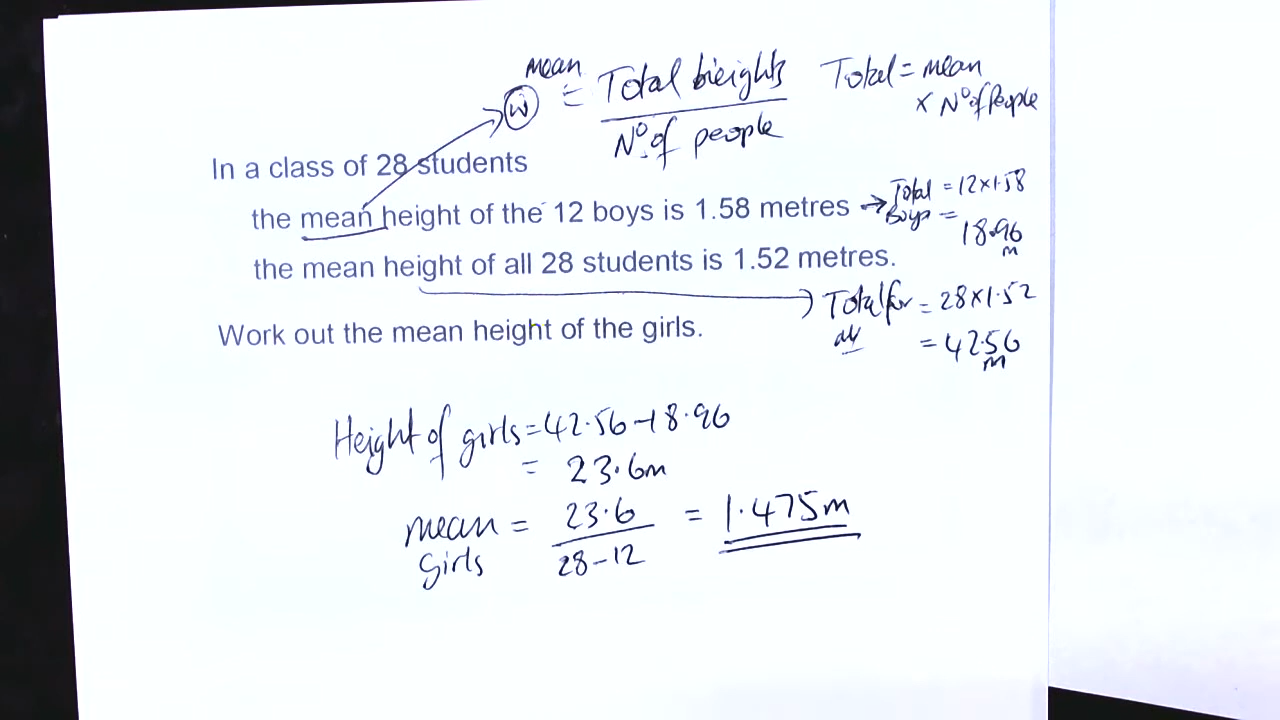 mean
W = Total heights Total = mean
Nº of people × Nº of People
In a class of 28 students
the mean height of the 12 boys is 1.58 metres → Total = 12×1.58
Boys = 18.96
m
the mean height of all 28 students is 1.52 metres.
Total for = 28×1.52
all = 42.56
m
Work out the mean height of the girls.
Height of girls = 42.56 - 18.96
= 23.6m
mean = 23.6 = 1.475m
girls 28-12